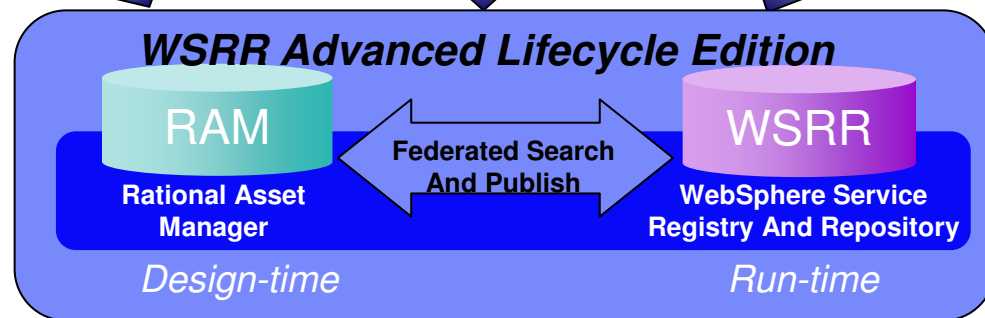 WSRR Advanced Lifecycle Edition
RAM
WSRR
Federated Search
And Publish
Rational Asset
Manager
WebSphere Service
Registry And Repository
Design-time
Run-time